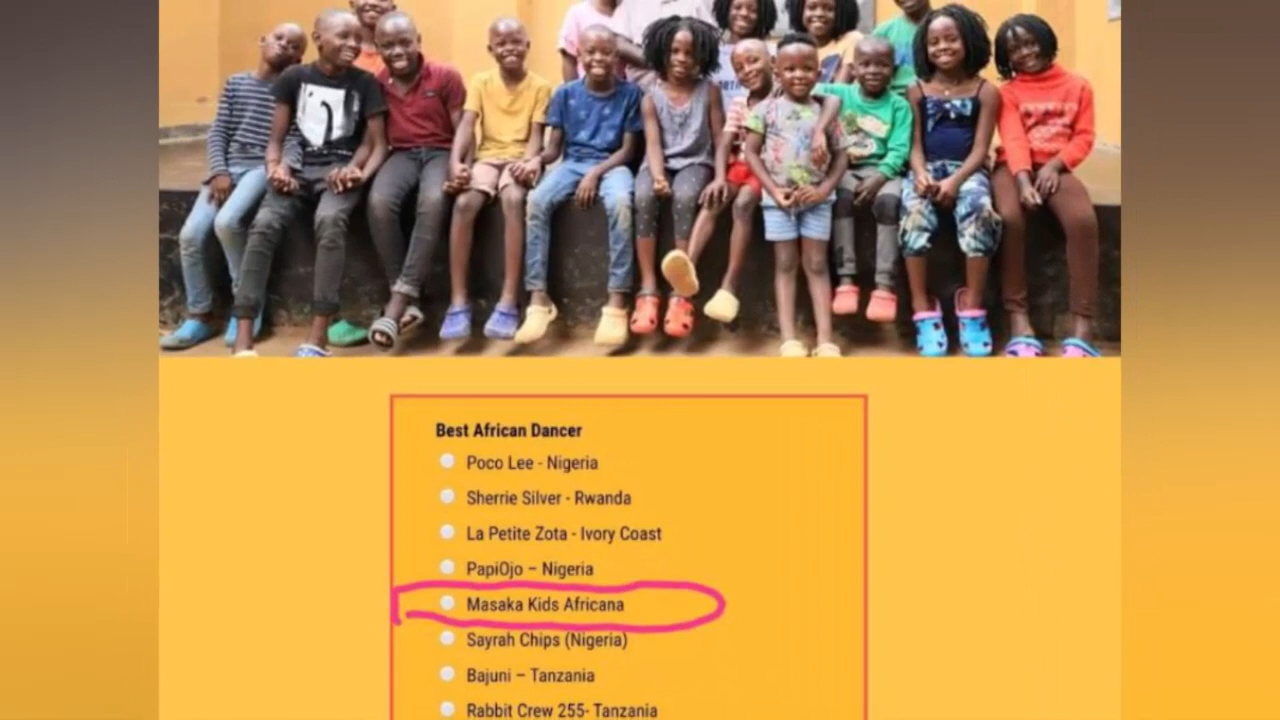 Best African Dancer
Poco Lee - Nigeria
Sherrie Silver - Rwanda
La Petite Zota - Ivory Coast
PapiOjo – Nigeria
Masaka Kids Africana
Sayrah Chips (Nigeria)
Bajuni – Tanzania
Rabbit Crew 255- Tanzania